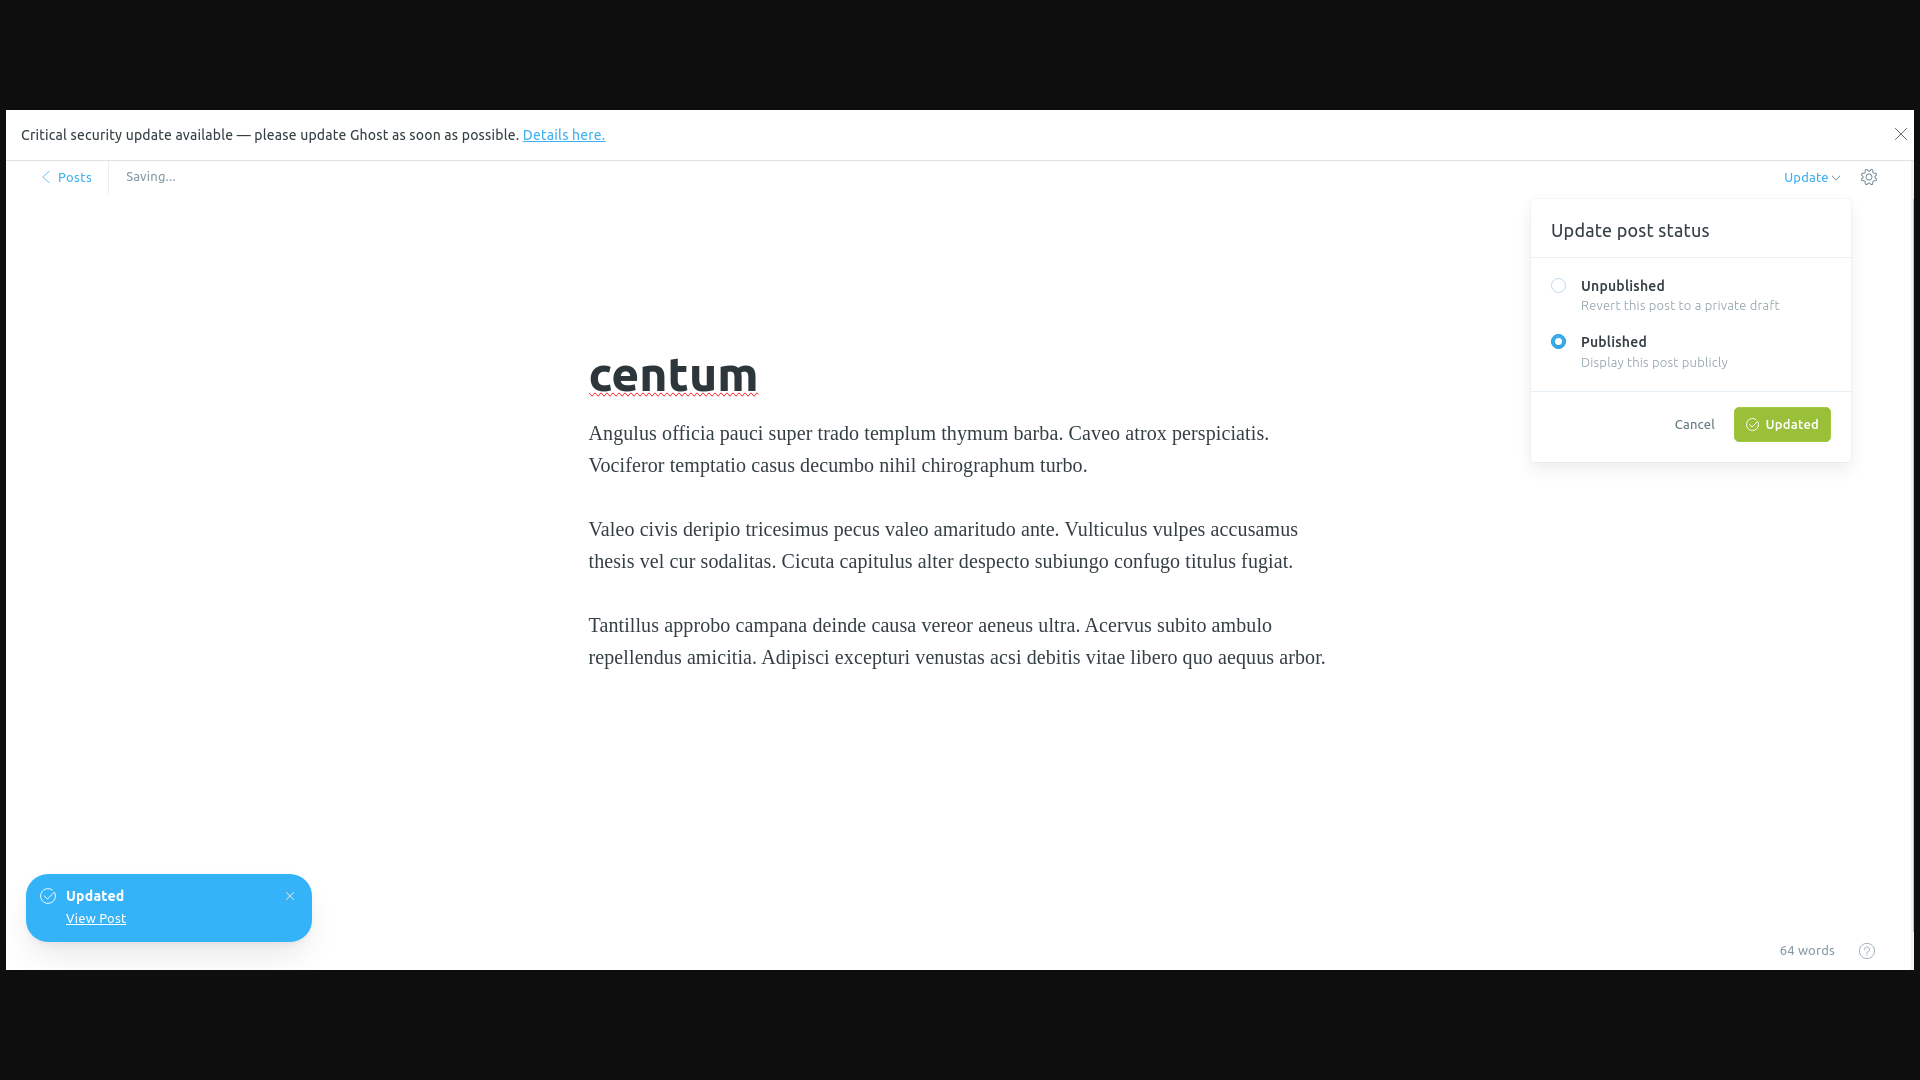 Critical security update available — please update Ghost as soon as possible. Details here.
Posts
Saving...
Update
Update post status
Unpublished
Revert this post to a private draft
Published
Display this post publicly
Cancel
Updated
centum
Angulus officia pauci super trado templum thymum barba. Caveo atrox perspiciatis.
Vociferor temptatio casus decumbo nihil chirographum turbo.
Valeo civis deripio tricesimus pecus valeo amaritudo ante. Vulticulus vulpes accusamus
thesis vel cur sodalitas. Cicuta capitulus alter despecto subiungo confugo titulus fugiat.
Tantillus approbo campana deinde causa vereor aeneus ultra. Acervus subito ambulo
repellendus amicitia. Adipisci excepturi venustas acsi debitis vitae libero quo aequus arbor.
Updated
View Post
64 words